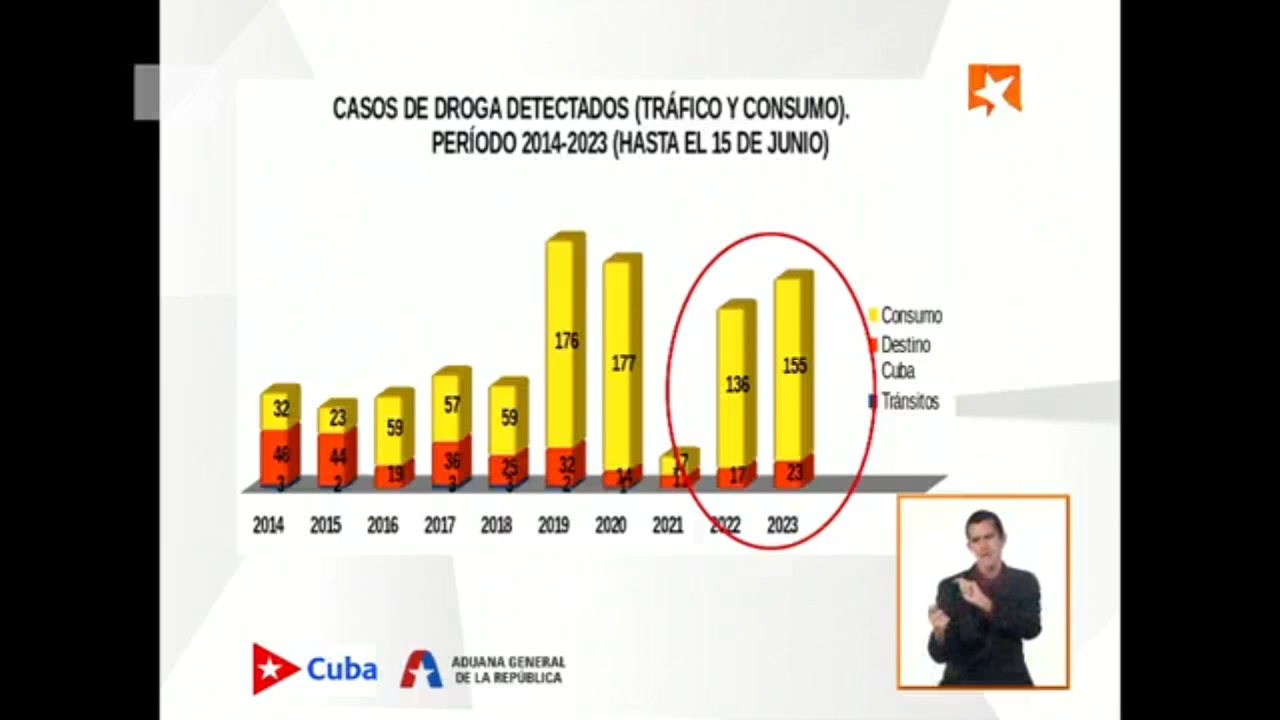 CASOS DE DROGA DETECTADOS (TRÁFICO Y CONSUMO).
PERÍODO 2014-2023 (HASTA EL 15 DE JUNIO)
176
177
155
136
32
23
59
57
59
46
44
19
36
25
32
14
17
23
3
2
3
3
2
1
2014 2015 2016 2017 2018 2019 2020 2021 2022 2023
Consumo
Destino
Cuba
Tránsitos
Cuba
ADUANA GENERAL
DE LA REPÚBLICA